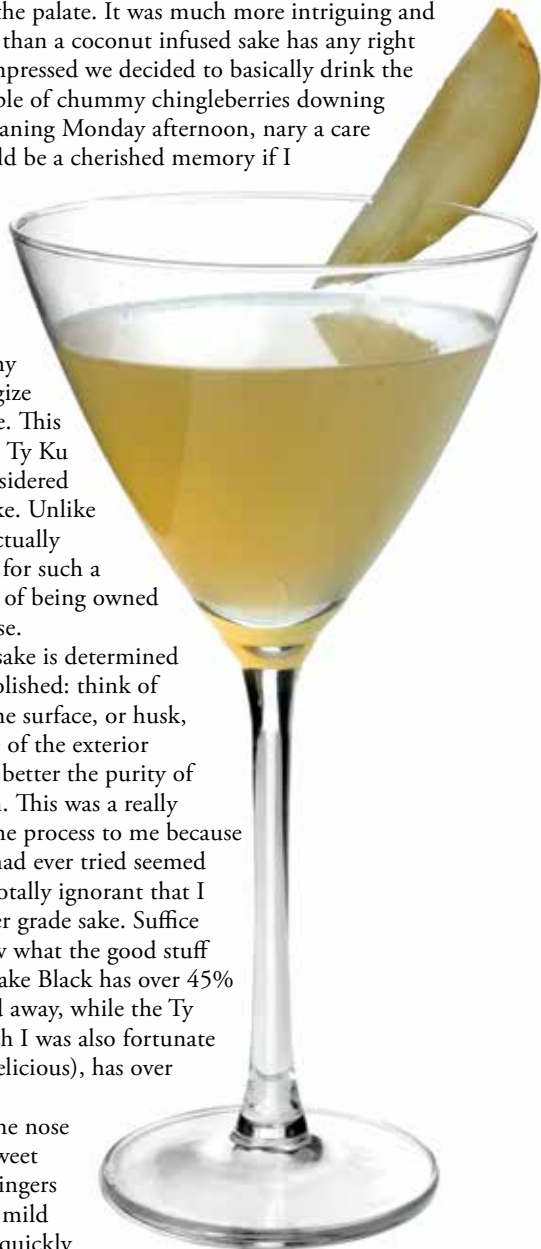 the palate. It was much more intriguing and
than a coconut infused sake has any right
mpressed we decided to basically drink the
ple of chummy chingleberries downing
aning Monday afternoon, nary a care
ld be a cherished memory if I
ny
gize
e. This
Ty Ku
sidered
ke. Unlike
ctually
for such a
of being owned
se.
sake is determined
olished: think of
he surface, or husk,
of the exterior
better the purity of
n. This was a really
he process to me because
had ever tried seemed
otally ignorant that I
er grade sake. Suffice
w what the good stuff
ake Black has over 45%
d away, while the Ty
h I was also fortunate
elicious), has over
he nose
weet
ingers
mild
quickly